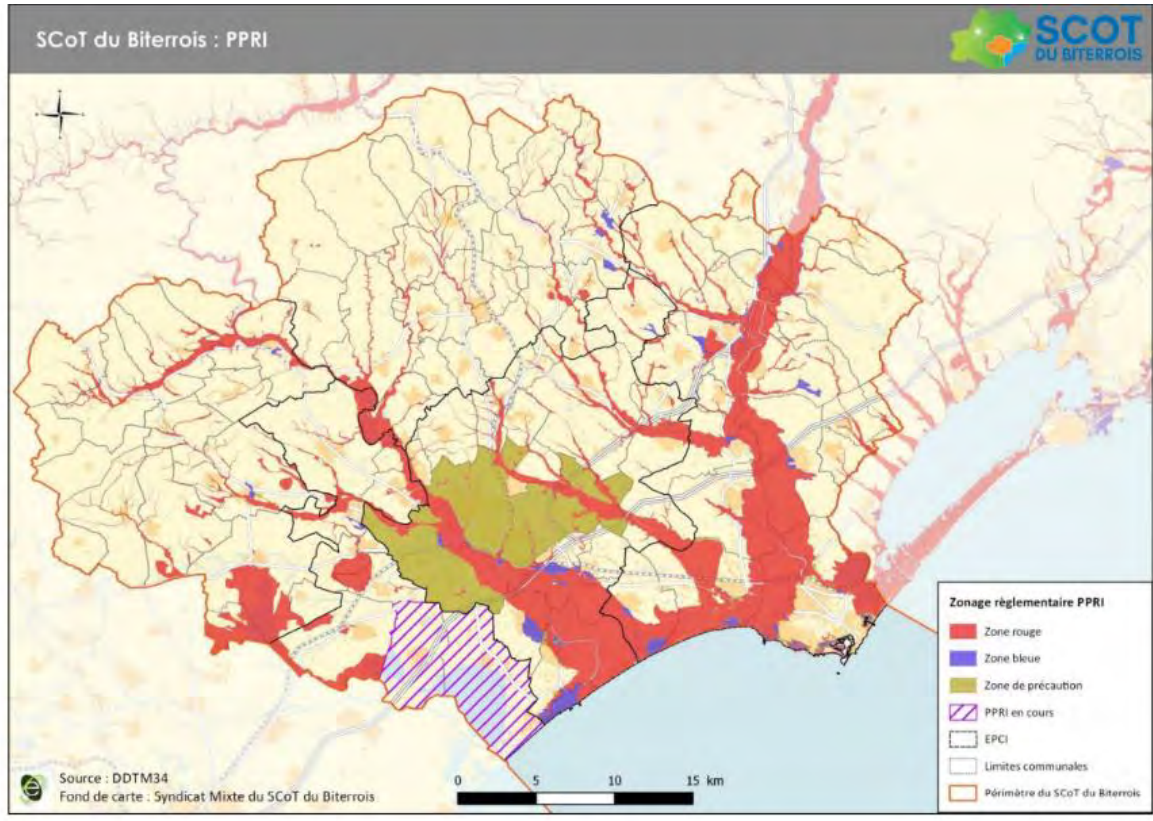 SCoT du Biterrois : PPRI
SCOT
DU BITERROIS
Zonage règlementaire PPRI
Zone rouge
Zone bleue
Zone de précaution
PPRI en cours
EPCI
Limites communales
Périmètre du SCoT du Biterrois
Source : DDTM34
Fond de carte : Syndicat Mixte du SCoT du Biterrois
0 5 10 15 km